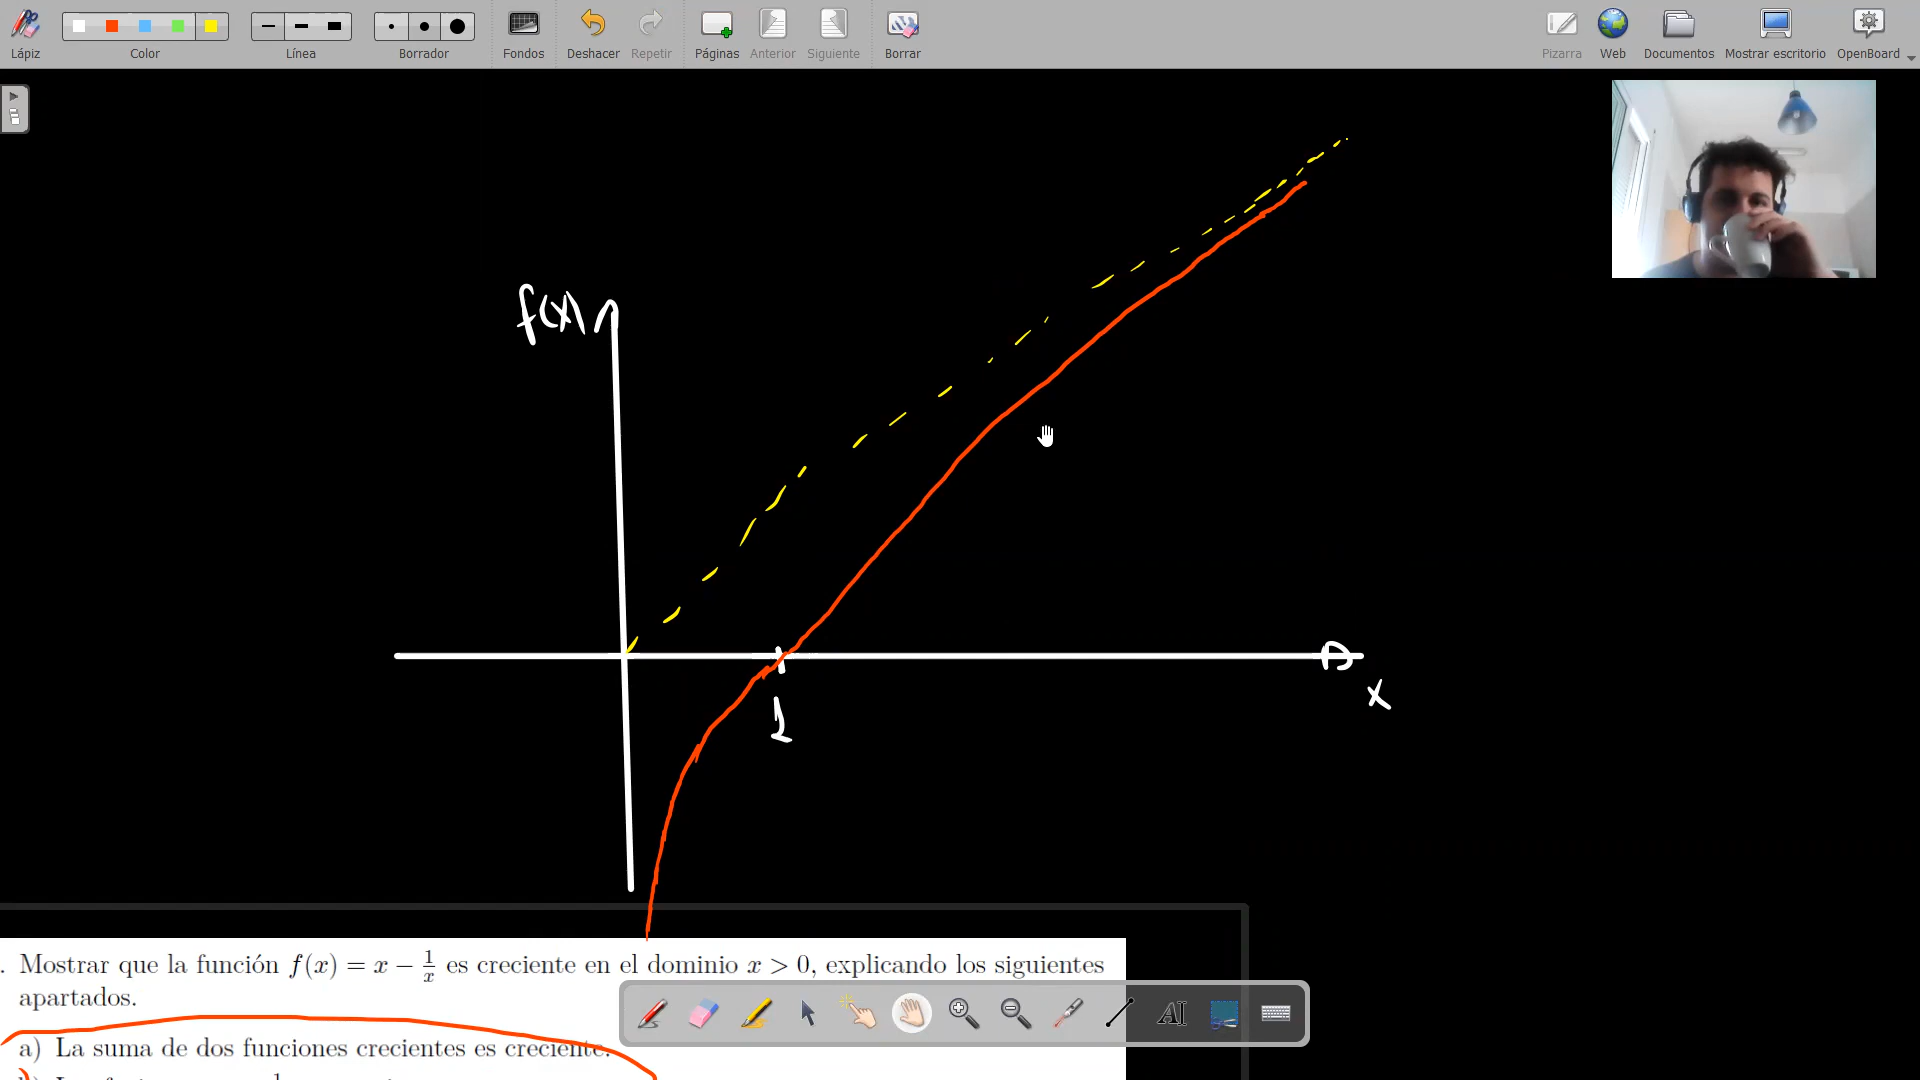 Lápiz Color Línea Borrador Fondos Deshacer Repetir Páginas Anterior Siguiente Borrar Pizarra Web Documentos Mostrar escritorio OpenBoard
f(x)
x
1
. Mostrar que la función f(x) = x − 1/x es creciente en el dominio x > 0, explicando los siguientes
apartados.
a) La suma de dos funciones crecientes es creciente.